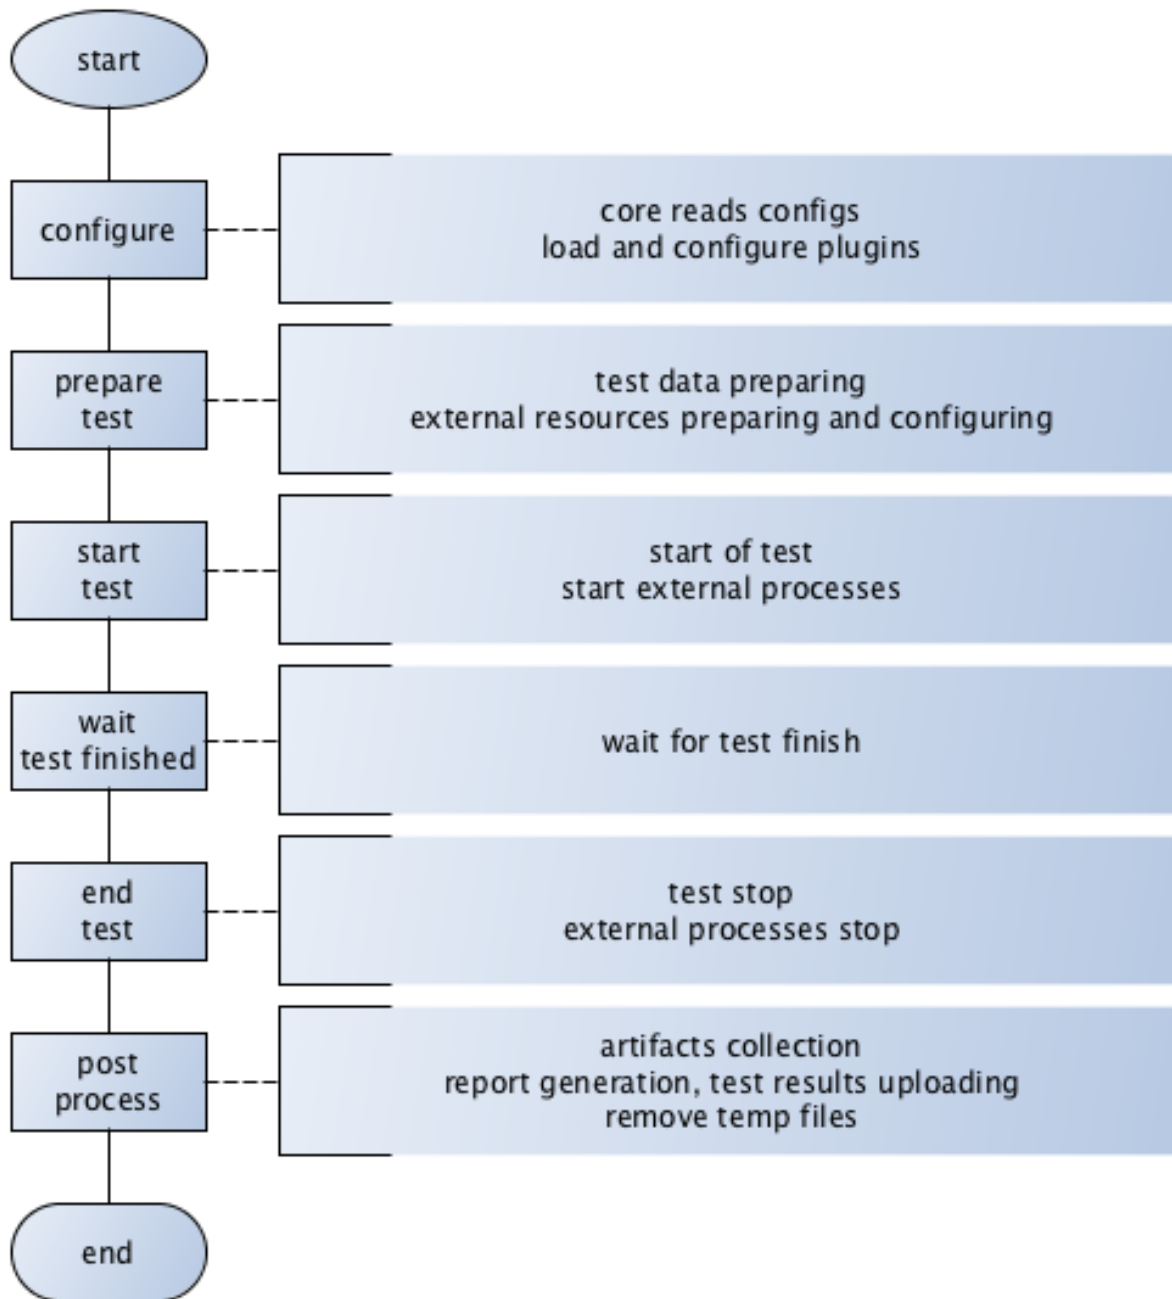 start
configure
core reads configs
load and configure plugins
prepare
test
test data preparing
external resources preparing and configuring
start
test
start of test
start external processes
wait
test finished
wait for test finish
end
test
test stop
external processes stop
post
process
artifacts collection
report generation, test results uploading
remove temp files
end